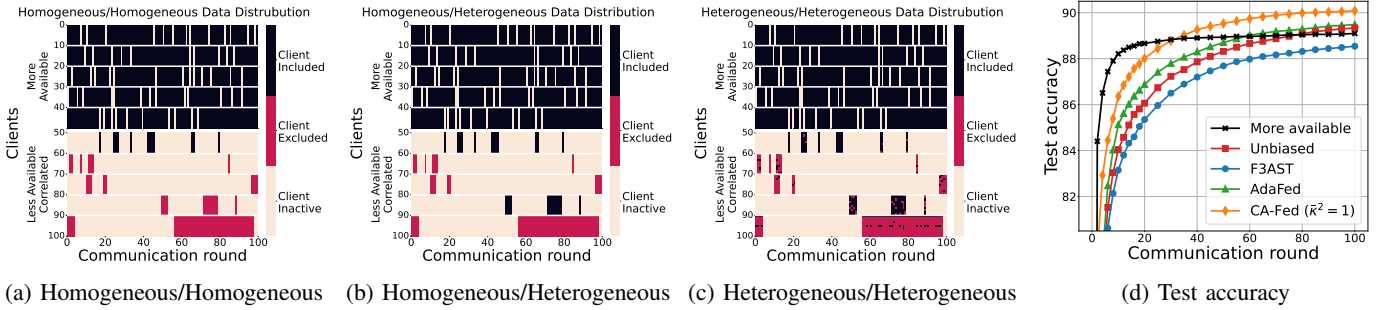 Homogeneous/Homogeneous Data Distrubution
Clients
More
Available
Less Available
Correlated
0
10
20
30
40
50
60
70
80
90
100
0 20 40 60 80 100
Communication round
Client
Included
Client
Excluded
Client
Inactive
(a) Homogeneous/Homogeneous
Homogeneous/Heterogeneous Data Distribution
More
Available
Less Available
Correlated
0
10
20
30
40
50
60
70
80
90
100
0 20 40 60 80 100
Communication round
Client
Included
Client
Excluded
Client
Inactive
(b) Homogeneous/Heterogeneous
Heterogeneous/Heterogeneous Data Distribution
More
Available
Less Available
Correlated
0
10
20
30
40
50
60
70
80
90
100
0 20 40 60 80 100
Communication round
Client
Included
Client
Excluded
Client
Inactive
(c) Heterogeneous/Heterogeneous
Test accuracy
90
88
86
84
82
More available
Unbiased
F3AST
AdaFed
CA-Fed (κ̄² = 1)
0 20 40 60 80 100
Communication round
(d) Test accuracy